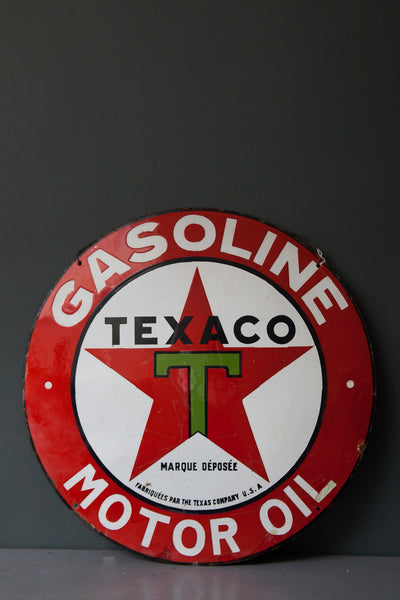 GASOLINE
TEXACO
T
MARQUE DÉPOSÉE
FABRIQUÉES PAR THE TEXAS COMPANY U.S.A
MOTOR OIL